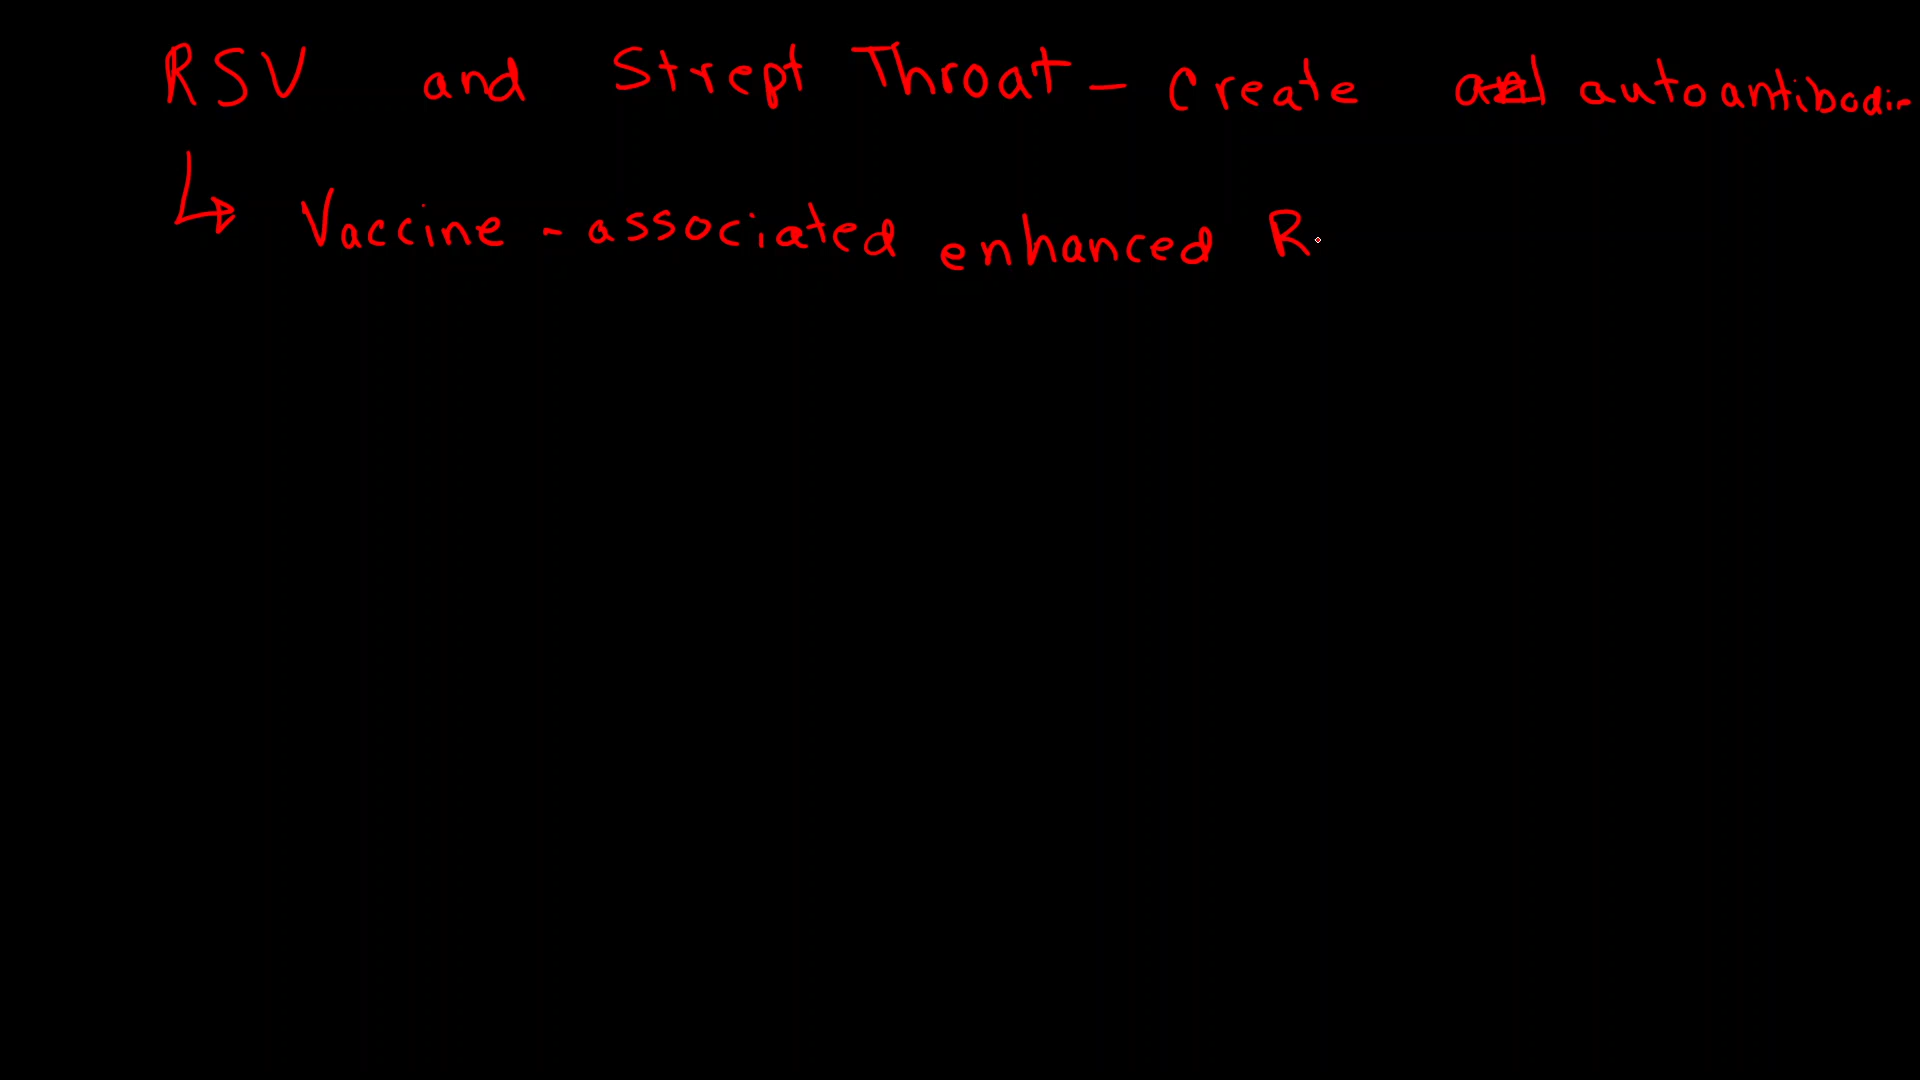 RSV and Strept Throat - Create autoantibodi
↳ Vaccine - associated enhanced R